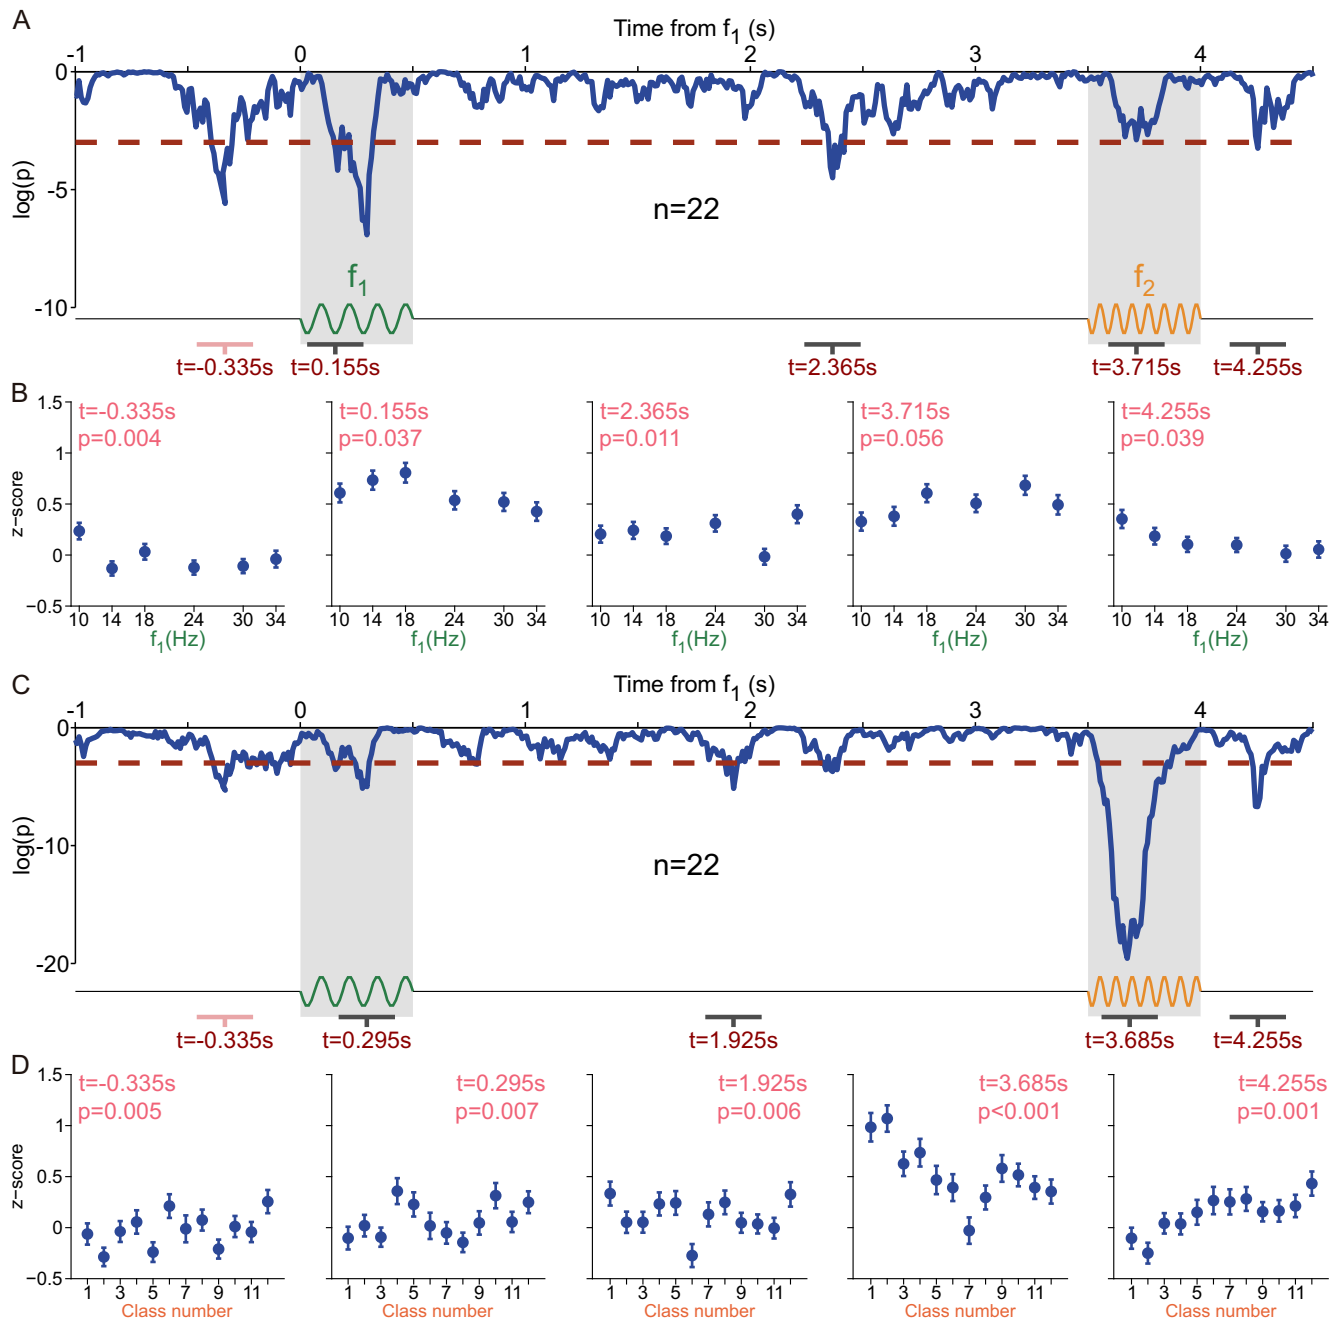 A
Time from f1 (s)
-1 0 1 2 3 4
0
-5
-10
log(p)
n=22
f1
f2
t=-0.335s t=0.155s t=2.365s t=3.715s t=4.255s
B
1.5
1
0.5
0
−0.5
z−score
t=-0.335s
p=0.004
10 14 18 24 30 34
f1(Hz)
t=0.155s
p=0.037
10 14 18 24 30 34
f1(Hz)
t=2.365s
p=0.011
10 14 18 24 30 34
f1(Hz)
t=3.715s
p=0.056
10 14 18 24 30 34
f1(Hz)
t=4.255s
p=0.039
10 14 18 24 30 34
f1(Hz)
C
Time from f1 (s)
-1 0 1 2 3 4
0
-10
-20
log(p)
n=22
t=-0.335s t=0.295s t=1.925s t=3.685s t=4.255s
D
1.5
1
0.5
0
−0.5
z−score
t=-0.335s
p=0.005
1 3 5 7 9 11
Class number
t=0.295s
p=0.007
1 3 5 7 9 11
Class number
t=1.925s
p=0.006
1 3 5 7 9 11
Class number
t=3.685s
p<0.001
1 3 5 7 9 11
Class number
t=4.255s
p=0.001
1 3 5 7 9 11
Class number